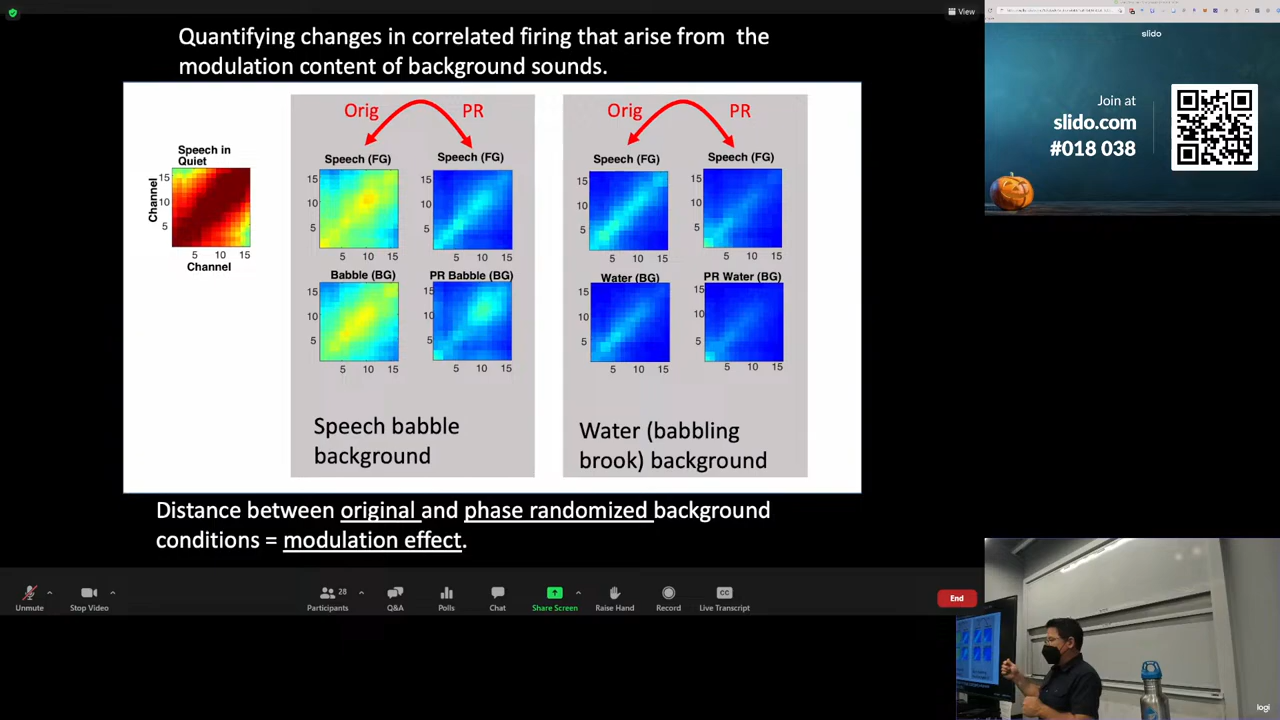 View
Quantifying changes in correlated firing that arise from the
modulation content of background sounds.
Orig
PR
Orig
PR
Speech in
Quiet
Channel
15
10
5
5 10 15
Channel
Speech (FG)
15
10
5
5 10 15
Speech (FG)
15
10
5
5 10 15
Speech (FG)
15
10
5
5 10 15
Speech (FG)
15
10
5
5 10 15
Babble (BG)
15
10
5
5 10 15
PR Babble (BG)
15
10
5
5 10 15
Water (BG)
15
10
5
5 10 15
PR Water (BG)
15
10
5
5 10 15
Speech babble
background
Water (babbling
brook) background
Distance between original and phase randomized background
conditions = modulation effect.
slido
Join at
slido.com
#018 038
Unmute
Stop Video
28
Participants
Q&A
Polls
Chat
Share Screen
Raise Hand
Record
CC
Live Transcript
End
logi